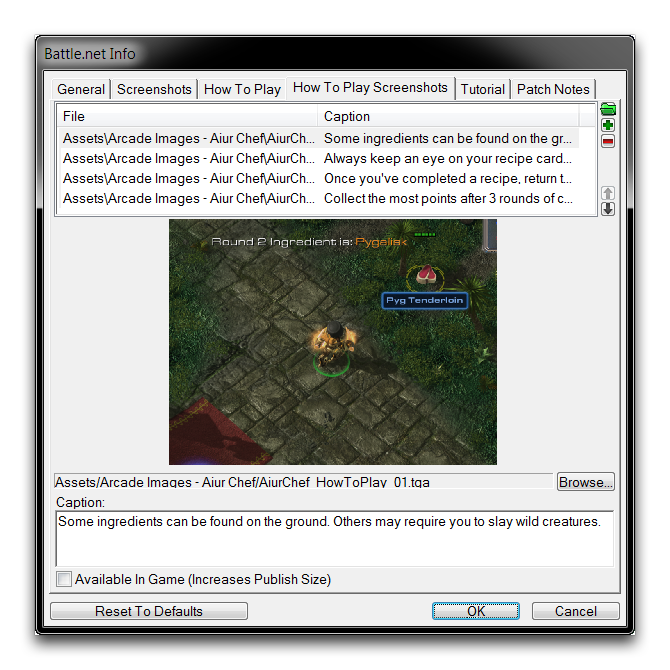 Battle.net Info
General Screenshots How To Play How To Play Screenshots Tutorial Patch Notes
File Caption
Assets\Arcade Images - Aiur Chef\AiurCh... Some ingredients can be found on the gr...
Assets\Arcade Images - Aiur Chef\AiurCh... Always keep an eye on your recipe card...
Assets\Arcade Images - Aiur Chef\AiurCh... Once you've completed a recipe, return t...
Assets\Arcade Images - Aiur Chef\AiurCh... Collect the most points after 3 rounds of c...
Round 2 Ingredient is: Pygalisk
Pyg Tenderloin
Assets/Arcade Images - Aiur Chef/AiurChef_HowToPlay_01.tga Browse...
Caption:
Some ingredients can be found on the ground. Others may require you to slay wild creatures.
Available In Game (Increases Publish Size)
Reset To Defaults OK Cancel